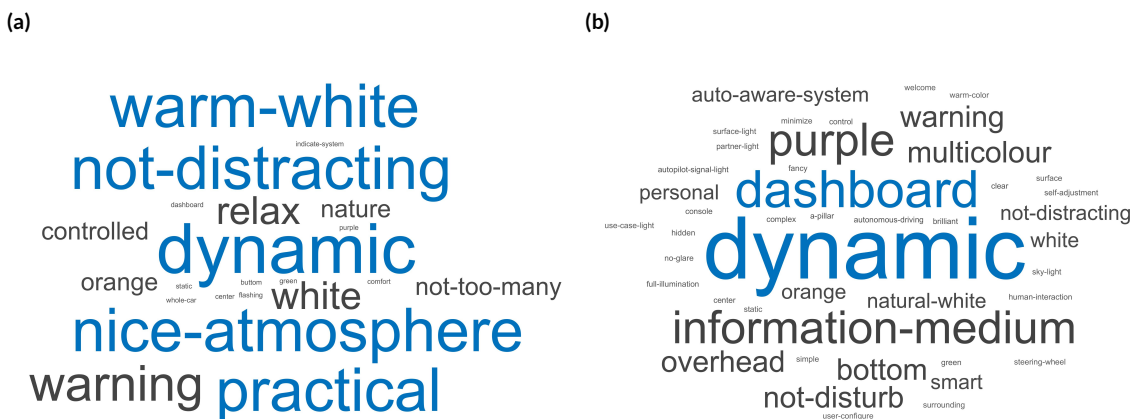 (a)
warm-white
indicate-system
not-distracting
dashboard
relax
nature
controlled
purple
dynamic
orange
static
buttom
green
comfort
whole-car
center
flashing
white
not-too-many
nice-atmosphere
warning
practical
(b)
welcome
auto-aware-system
warm-color
warning
minimize
control
surface-light
purple
partner-light
multicolour
autopilot-signal-light
fancy
personal
dashboard
clear
surface
self-adjustment
console
not-distracting
use-case-light
complex
a-pillar
autonomous-driving
brilliant
hidden
dynamic
white
no-glare
sky-light
full-illumination
orange
center
static
natural-white
human-interaction
information-medium
overhead
simple
bottom
green
steering-wheel
smart
not-disturb
surrounding
user-configure